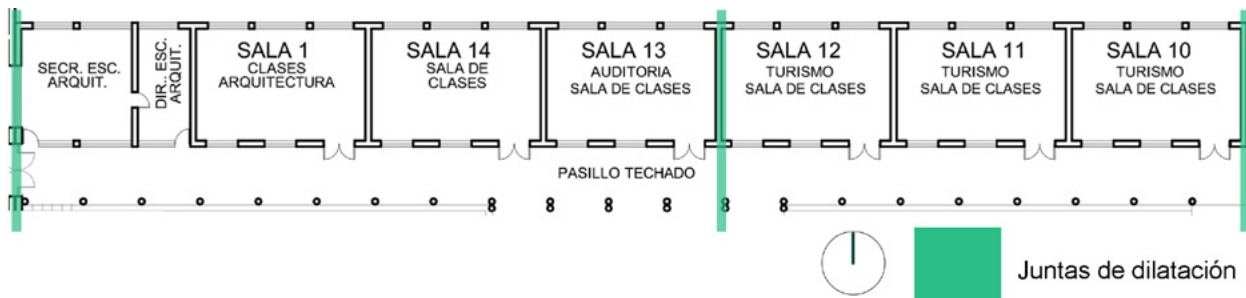 SECR. ESC.
ARQUIT.
DIR.. ESC.
ARQUIT.
SALA 1
CLASES
ARQUITECTURA
SALA 14
SALA DE
CLASES
SALA 13
AUDITORIA
SALA DE CLASES
SALA 12
TURISMO
SALA DE CLASES
SALA 11
TURISMO
SALA DE CLASES
SALA 10
TURISMO
SALA DE CLASES
PASILLO TECHADO
Juntas de dilatación